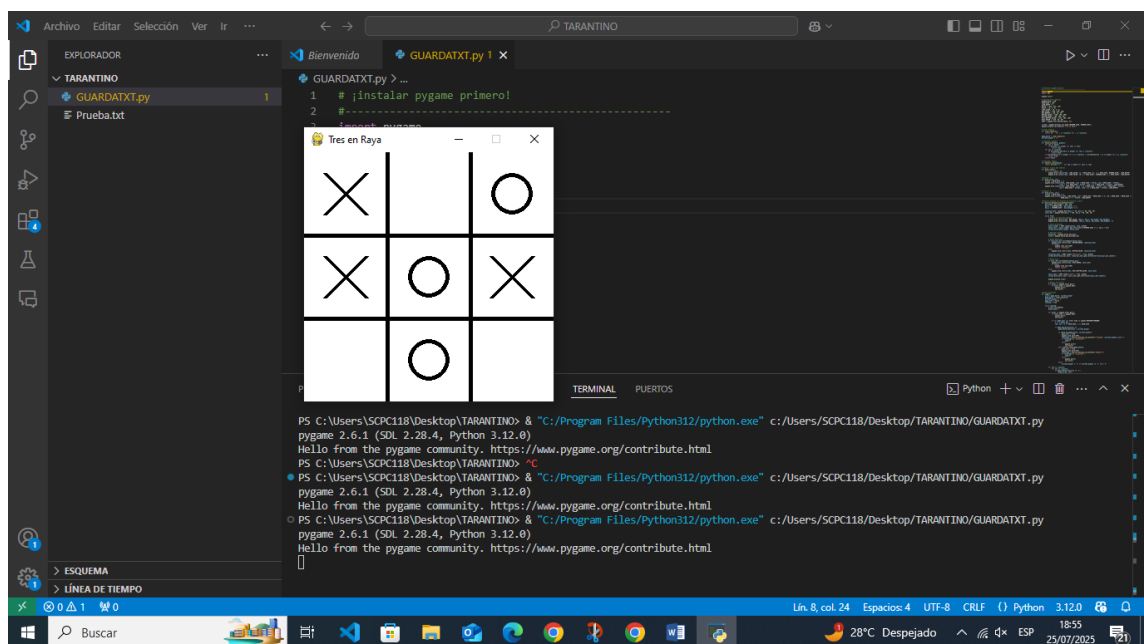 Archivo Editar Selección Ver Ir ···
TARANTINO
EXPLORADOR
Bienvenido
GUARDATXT.py 1
TARANTINO
GUARDATXT.py 1
Prueba.txt
GUARDATXT.py > ...
1 # ¡instalar pygame primero!
2 #---------------------------------------------------
import pygame
Tres en Raya
TERMINAL
PUERTOS
Python
PS C:\Users\SCPC118\Desktop\TARANTINO> & "C:/Program Files/Python312/python.exe" c:/Users/SCPC118/Desktop/TARANTINO/GUARDATXT.py
pygame 2.6.1 (SDL 2.28.4, Python 3.12.0)
Hello from the pygame community. https://www.pygame.org/contribute.html
PS C:\Users\SCPC118\Desktop\TARANTINO> ^C
PS C:\Users\SCPC118\Desktop\TARANTINO> & "C:/Program Files/Python312/python.exe" c:/Users/SCPC118/Desktop/TARANTINO/GUARDATXT.py
pygame 2.6.1 (SDL 2.28.4, Python 3.12.0)
Hello from the pygame community. https://www.pygame.org/contribute.html
PS C:\Users\SCPC118\Desktop\TARANTINO> & "C:/Program Files/Python312/python.exe" c:/Users/SCPC118/Desktop/TARANTINO/GUARDATXT.py
pygame 2.6.1 (SDL 2.28.4, Python 3.12.0)
Hello from the pygame community. https://www.pygame.org/contribute.html
ESQUEMA
LÍNEA DE TIEMPO
0 1 0
Lín. 8, col. 24 Espacios: 4 UTF-8 CRLF {} Python 3.12.0
Buscar
28°C Despejado ESP
18:55
25/07/2025
21